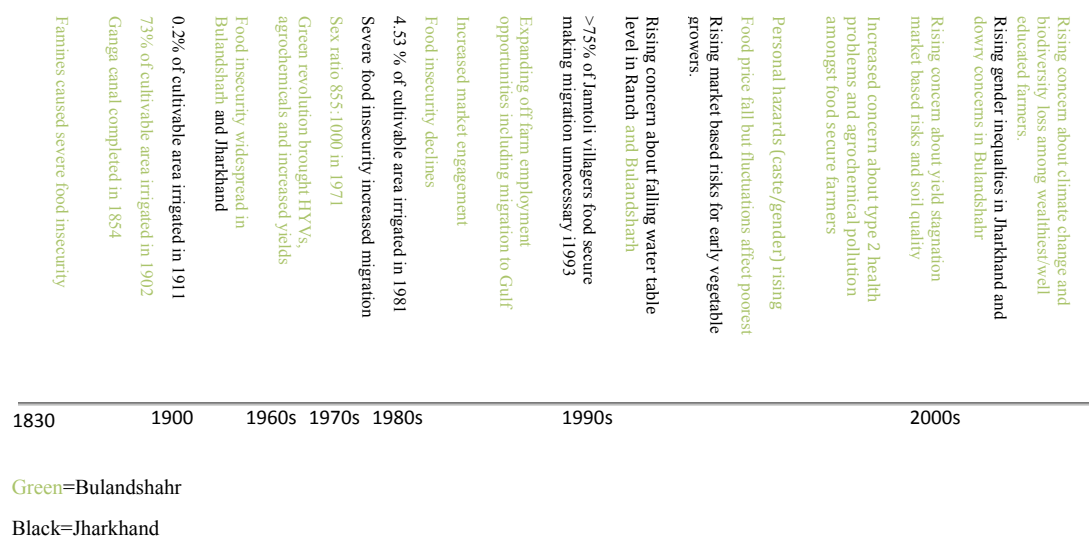 Famines caused severe food insecurity
Ganga canal completed in 1854
73% of cultivable area irrigated in 1902
0.2% of cultivable area irrigated in 1911
Food insecurity widespread in
Bulandsharh and Jharkhand
Green revolution brought HYVs,
agrochemicals and increased yields
Sex ratio 855:1000 in 1971
Severe food insecurity increased migration
4.53 % of cultivable area irrigated in 1981
Food insecurity declines
Increased market engagement
Expanding off farm employment
opportunities including migration to Gulf
>75% of Jamtoli villagers food secure
making migration unnecessary i1993
Rising concern about falling water table
level in Ranch and Bulandsharh
Rising market based risks for early vegetable
growers.
Food price fall but fluctuations affect poorest
Personal hazards (caste/gender) rising
Increased concern about type 2 health
problems and agrochemical pollution
amongst food secure farmers
Rising concern about yield stagnation
market based risks and soil quality
Rising gender inequalties in Jharkhand and
dowry concerns in Bulandshahr
Rising concern about climate change and
biodiversity loss among wealthiest/well
educated farmers.
1830 1900 1960s 1970s 1980s 1990s 2000s
Green=Bulandshahr
Black=Jharkhand